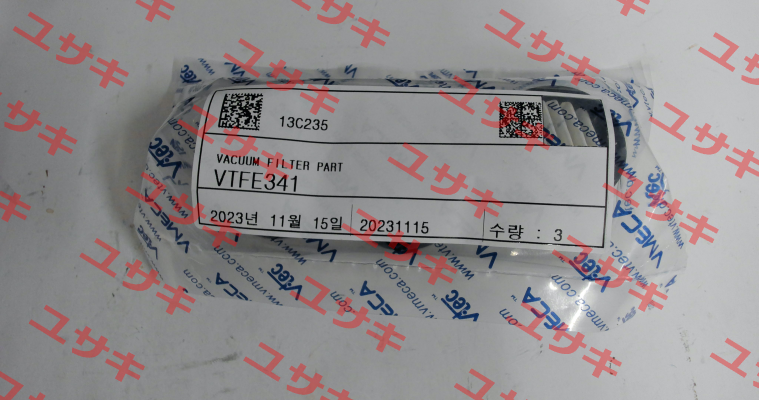 13C235
VACUUM FILTER PART
VTFE341
2023년 11월 15일
20231115
수량 : 3
Vtec
VMECA
www.vmeca.com
ユサキ